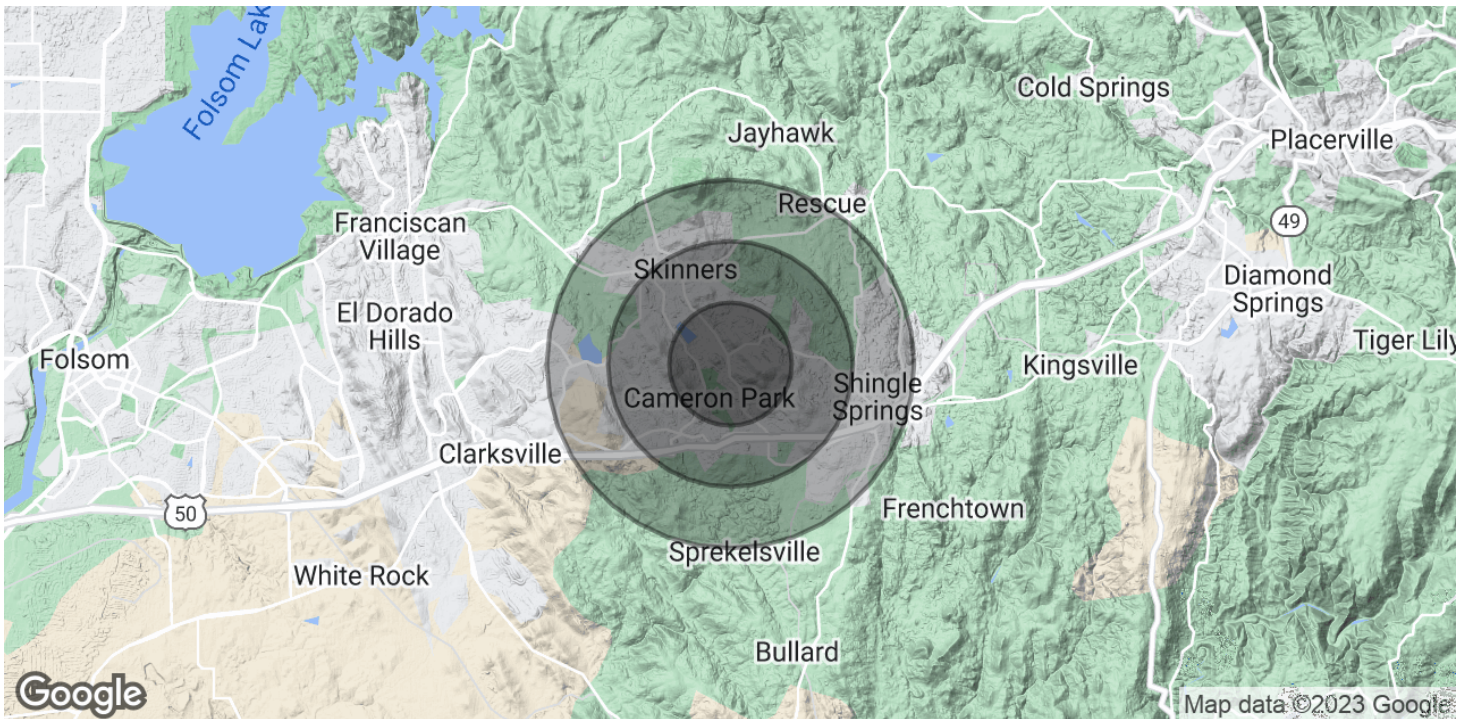 Folsom Lak
Cold Springs
Jayhawk
Placerville
Rescue
Franciscan
Village
49
Skinners
Diamond
Springs
El Dorado
Hills
Tiger Lily
Folsom
Kingsville
Shingle
Springs
Cameron Park
Clarksville
50
Frenchtown
Sprekelsville
White Rock
Bullard
Google
Map data ©2023 Google